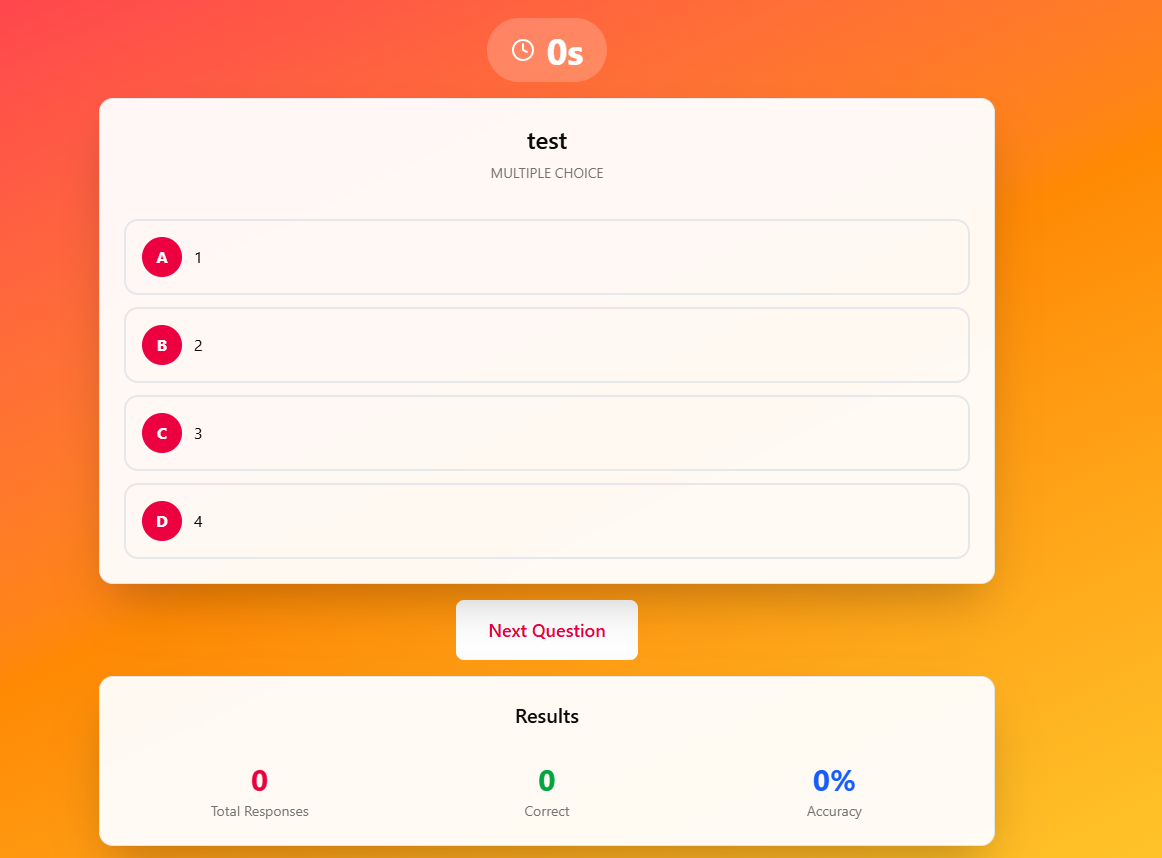 0s
test
MULTIPLE CHOICE
A 1
B 2
C 3
D 4
Next Question
Results
0 0 0%
Total Responses Correct Accuracy